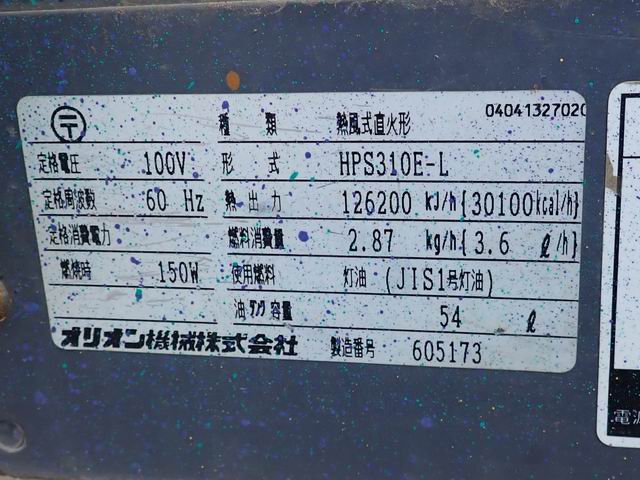 〒 種類 熱風式直火形 0404132702
定格電圧 100V 形式 HPS310E-L
定格周波数 60 Hz 熱出力 126200 kJ/h{30100kcal/h}
定格消費電力 燃料消費量 2.87 kg/h{3.6 ℓ/h}
燃焼時 150W 使用燃料 灯油 (JIS1号灯油)
油タンク容量 54 ℓ
オリオン機械株式会社 製造番号 605173
電源